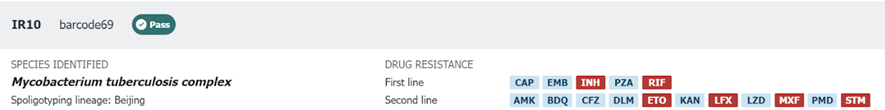 IR10 barcode69 Pass
SPECIES IDENTIFIED
Mycobacterium tuberculosis complex
Spoligotyping lineage: Beijing
DRUG RESISTANCE
First line CAP EMB INH PZA RIF
Second line AMK BDQ CFZ DLM ETO KAN LFX LZD MXF PMD STM